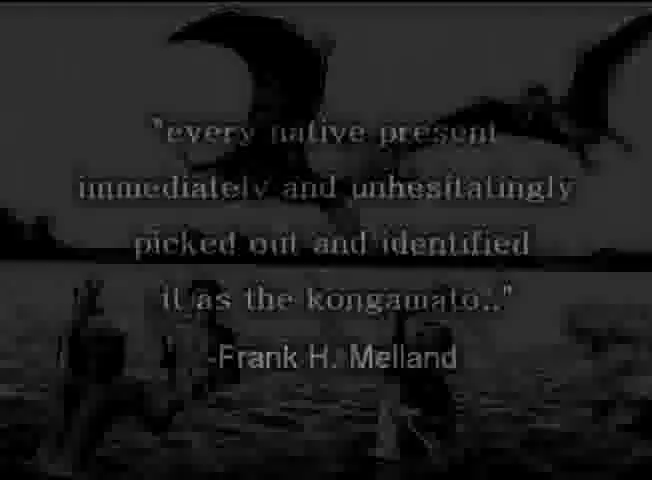 "every native present
immediately and unhesitatingly
picked out and identified
it as the kongamato.."
-Frank H. Melland